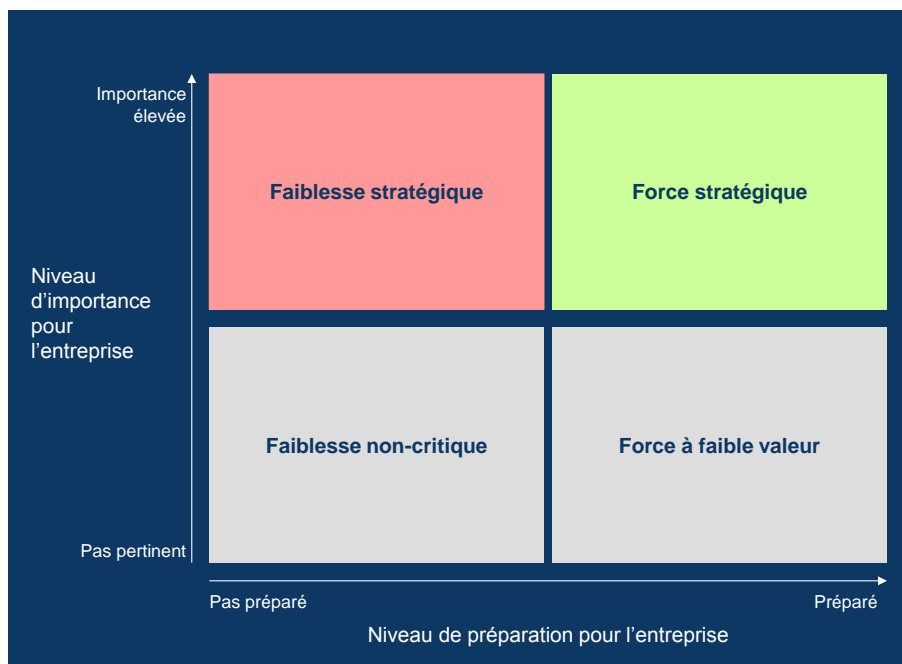 Importance
élevée
Faiblesse stratégique
Force stratégique
Niveau
d’importance
pour
l’entreprise
Faiblesse non-critique
Force à faible valeur
Pas pertinent
Pas préparé
Préparé
Niveau de préparation pour l’entreprise